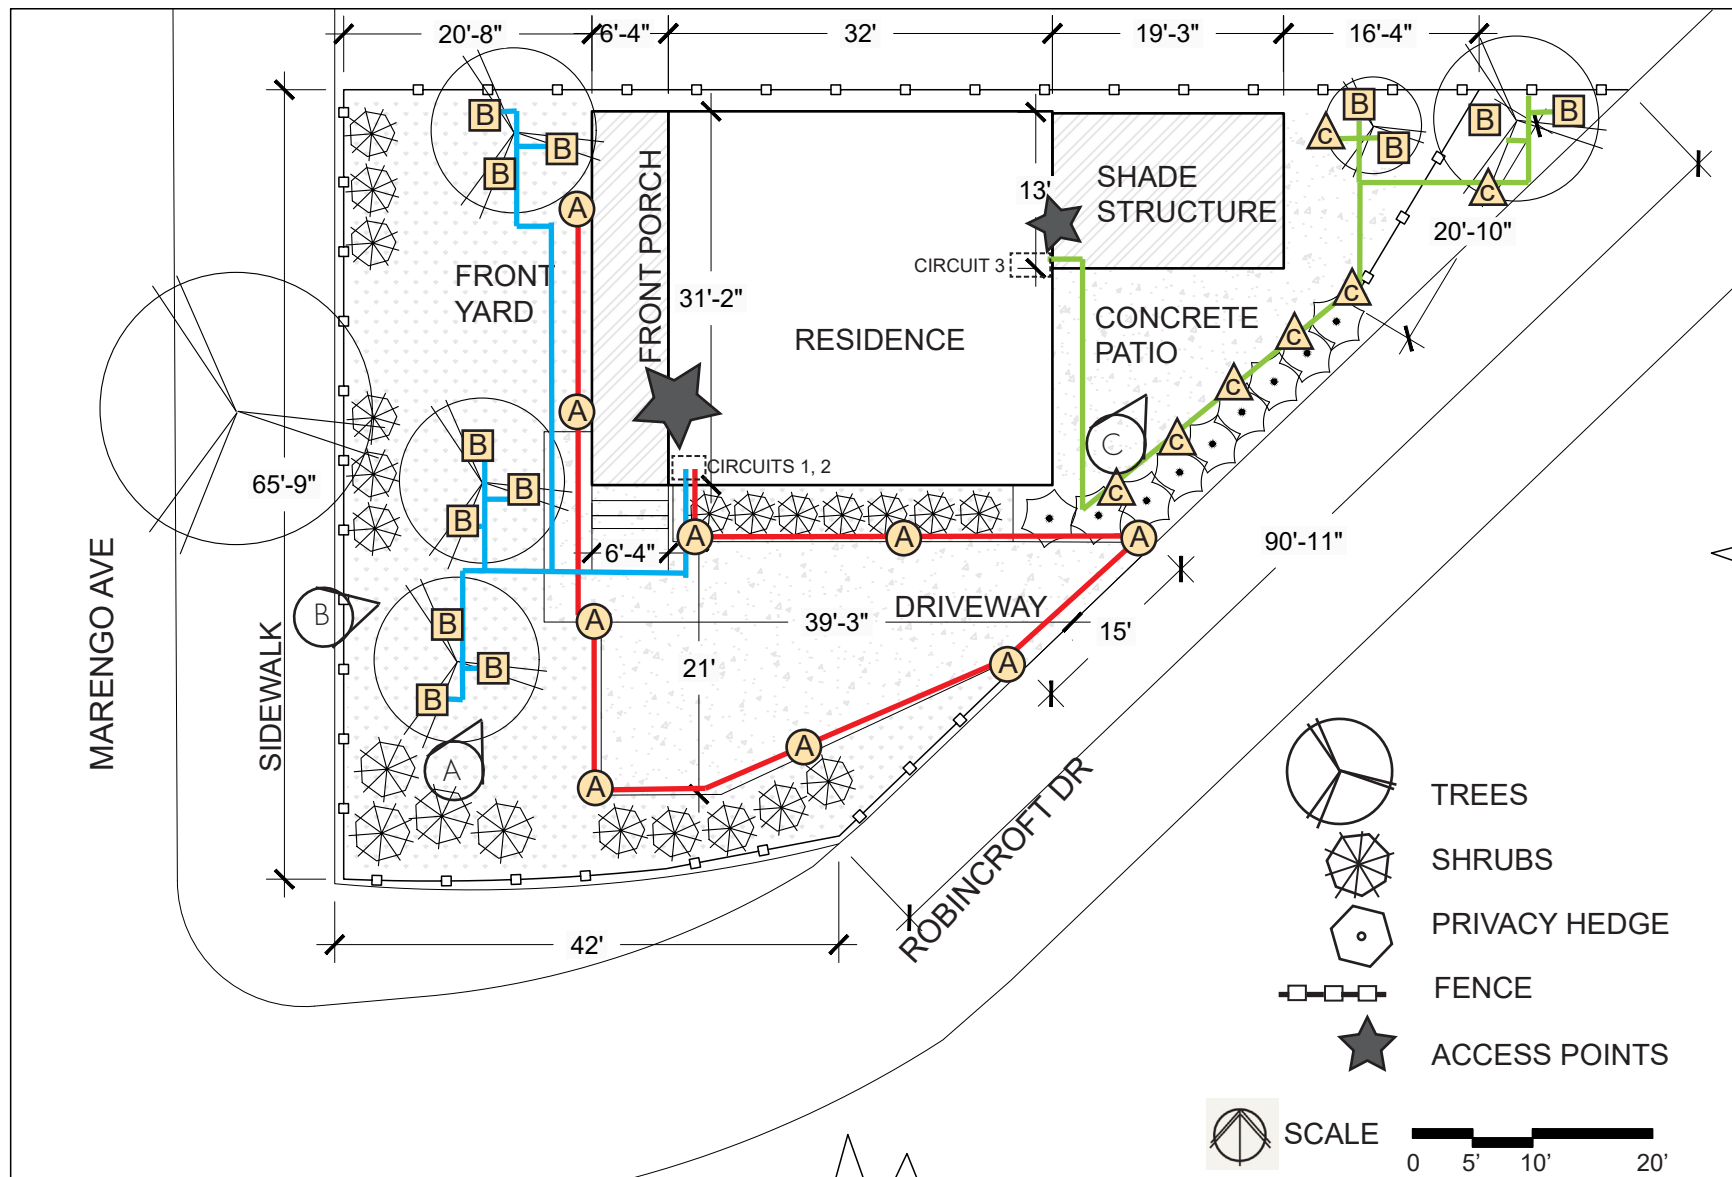 20'-8"
6'-4"
32'
19'-3"
16'-4"
B
B
B
B
B
B
B
C
C
A
13'
SHADE
STRUCTURE
20'-10"
FRONT PORCH
CIRCUIT 3
FRONT
YARD
31'-2"
C
C
CONCRETE
PATIO
RESIDENCE
C
A
B
B
B
C
C
C
CIRCUITS 1, 2
65'-9"
A
A
A
6'-4"
90'-11"
MARENGO AVE
SIDEWALK
B
B
B
B
A
39'-3"
DRIVEWAY
15'
21'
A
A
A
A
ROBINCROFT DR
42'
TREES
SHRUBS
PRIVACY HEDGE
FENCE
ACCESS POINTS
SCALE
0 5' 10' 20'